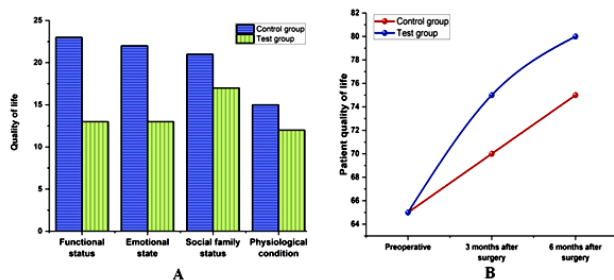 Control group
Test group
Quality of life
25
20
15
10
5
0
Functional status
Emotional state
Social family status
Physiological condition
A
Control group
Test group
Patient quality of life
80
78
76
74
72
70
68
66
64
Preoperative
3 months after surgery
6 months after surgery
B